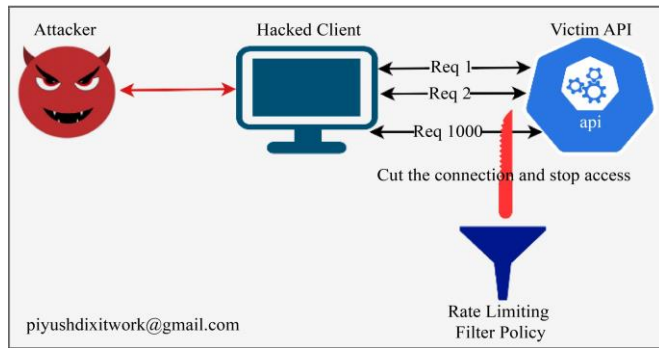 Attacker
Hacked Client
Victim API
Req 1
Req 2
api
Req 1000
Cut the connection and stop access
Rate Limiting
Filter Policy
piyushdixitwork@gmail.com